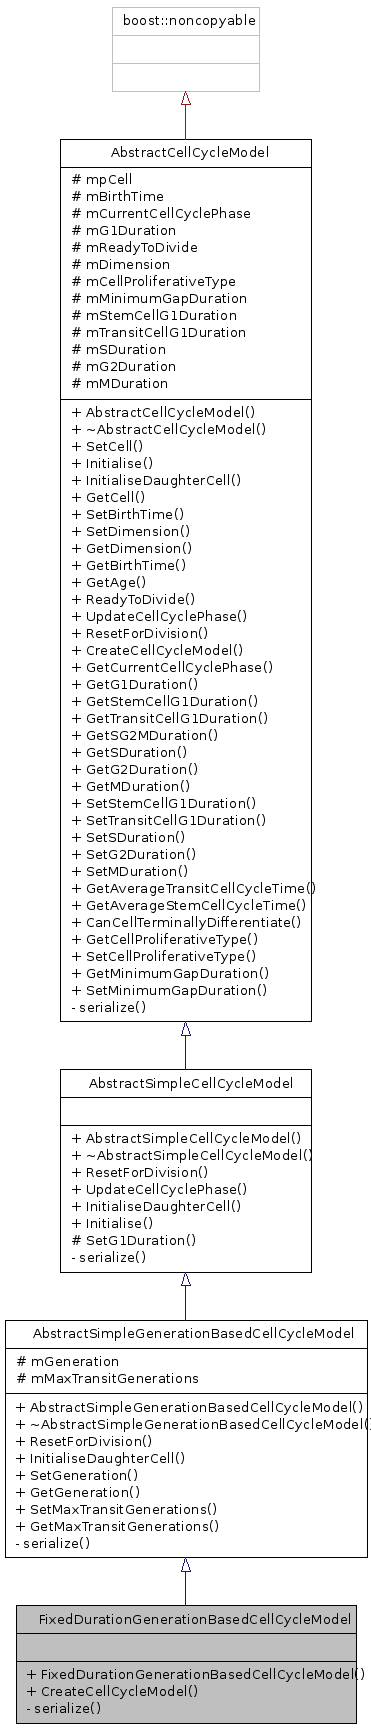 boost::noncopyable
AbstractCellCycleModel
# mpCell
# mBirthTime
# mCurrentCellCyclePhase
# mG1Duration
# mReadyToDivide
# mDimension
# mCellProliferativeType
# mMinimumGapDuration
# mStemCellG1Duration
# mTransitCellG1Duration
# mSDuration
# mG2Duration
# mMDuration
+ AbstractCellCycleModel()
+ ~AbstractCellCycleModel()
+ SetCell()
+ Initialise()
+ InitialiseDaughterCell()
+ GetCell()
+ SetBirthTime()
+ SetDimension()
+ GetDimension()
+ GetBirthTime()
+ GetAge()
+ ReadyToDivide()
+ UpdateCellCyclePhase()
+ ResetForDivision()
+ CreateCellCycleModel()
+ GetCurrentCellCyclePhase()
+ GetG1Duration()
+ GetStemCellG1Duration()
+ GetTransitCellG1Duration()
+ GetSG2MDuration()
+ GetSDuration()
+ GetG2Duration()
+ GetMDuration()
+ SetStemCellG1Duration()
+ SetTransitCellG1Duration()
+ SetSDuration()
+ SetG2Duration()
+ SetMDuration()
+ GetAverageTransitCellCycleTime()
+ GetAverageStemCellCycleTime()
+ CanCellTerminallyDifferentiate()
+ GetCellProliferativeType()
+ SetCellProliferativeType()
+ GetMinimumGapDuration()
+ SetMinimumGapDuration()
- serialize()
AbstractSimpleCellCycleModel
+ AbstractSimpleCellCycleModel()
+ ~AbstractSimpleCellCycleModel()
+ ResetForDivision()
+ UpdateCellCyclePhase()
+ InitialiseDaughterCell()
+ Initialise()
# SetG1Duration()
- serialize()
AbstractSimpleGenerationBasedCellCycleModel
# mGeneration
# mMaxTransitGenerations
+ AbstractSimpleGenerationBasedCellCycleModel()
+ ~AbstractSimpleGenerationBasedCellCycleModel()
+ ResetForDivision()
+ InitialiseDaughterCell()
+ SetGeneration()
+ GetGeneration()
+ SetMaxTransitGenerations()
+ GetMaxTransitGenerations()
- serialize()
FixedDurationGenerationBasedCellCycleModel
+ FixedDurationGenerationBasedCellCycleModel()
+ CreateCellCycleModel()
- serialize()